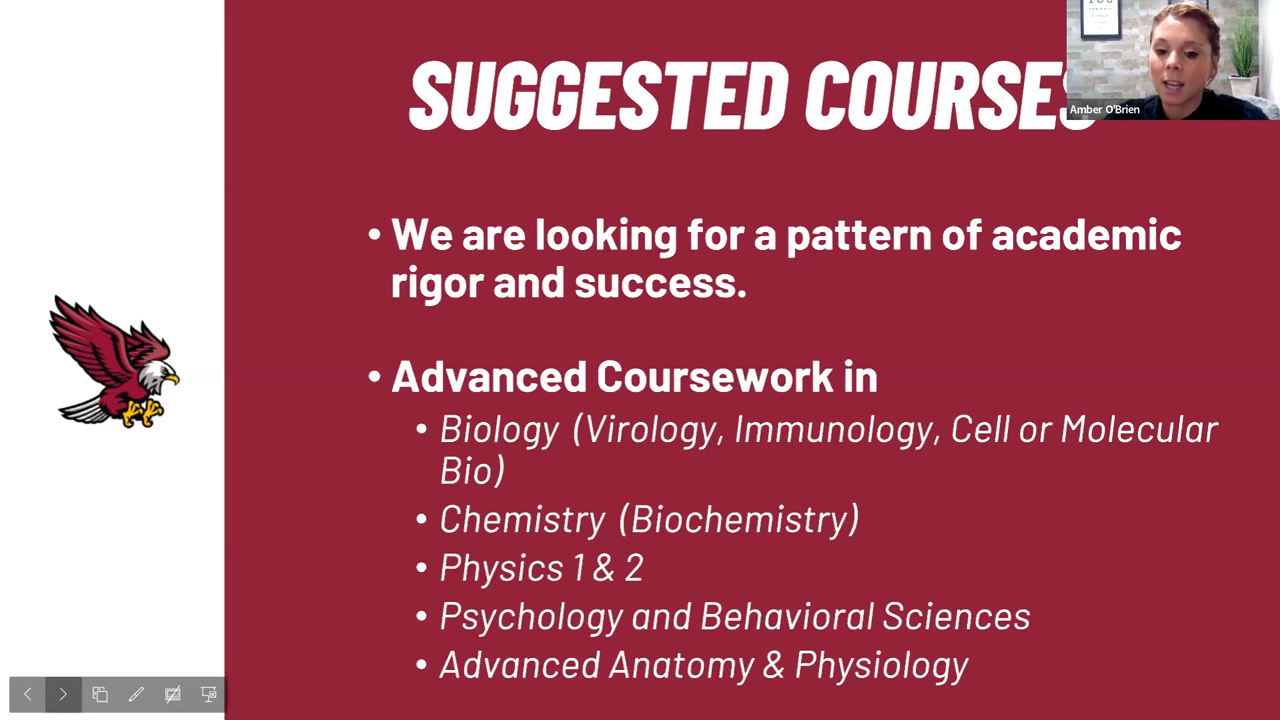 SUGGESTED COURSES
Amber O'Brien
• We are looking for a pattern of academic
rigor and success.
• Advanced Coursework in
• Biology (Virology, Immunology, Cell or Molecular
Bio)
• Chemistry (Biochemistry)
• Physics 1 & 2
• Psychology and Behavioral Sciences
• Advanced Anatomy & Physiology